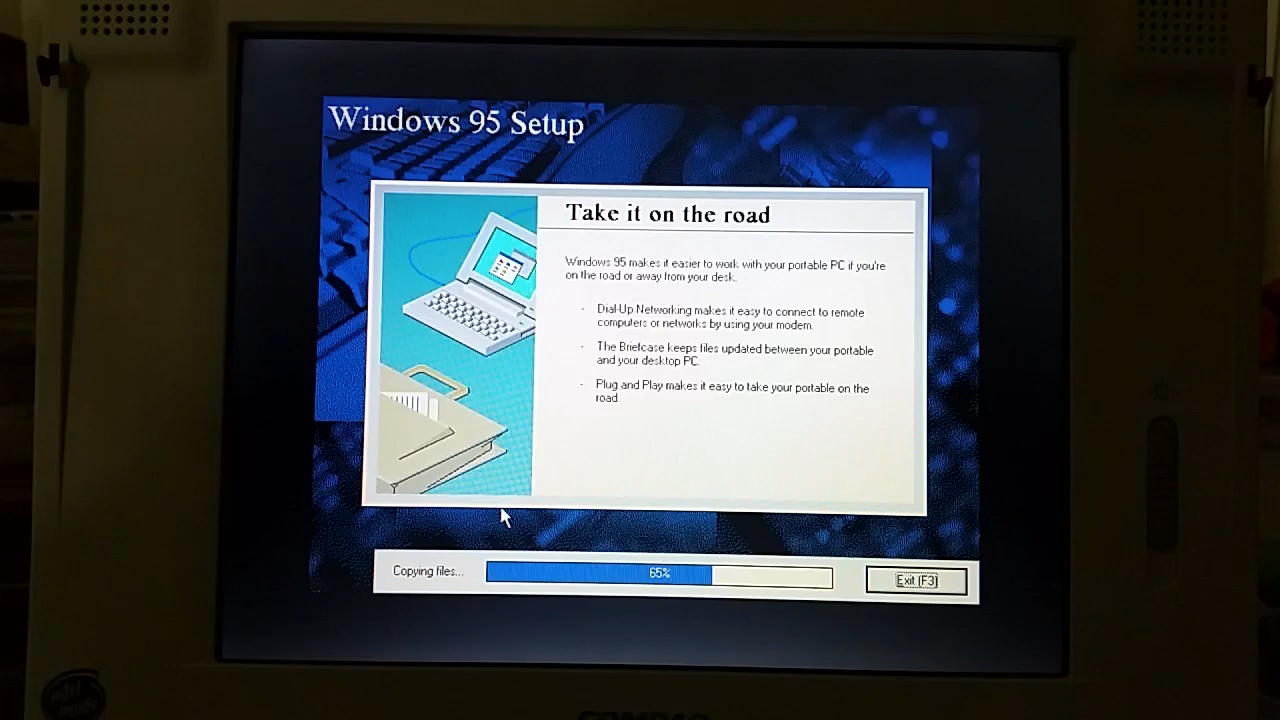 Windows 95 Setup
Take it on the road
Windows 95 makes it easier to work with your portable PC if you're
on the road or away from your desk.
- Dial-Up Networking makes it easy to connect to remote
computers or networks by using your modem.
- The Briefcase keeps files updated between your portable
and your desktop PC.
- Plug and Play makes it easy to take your portable on the
road.
Copying files...
65%
Exit (F3)
COMPAQ